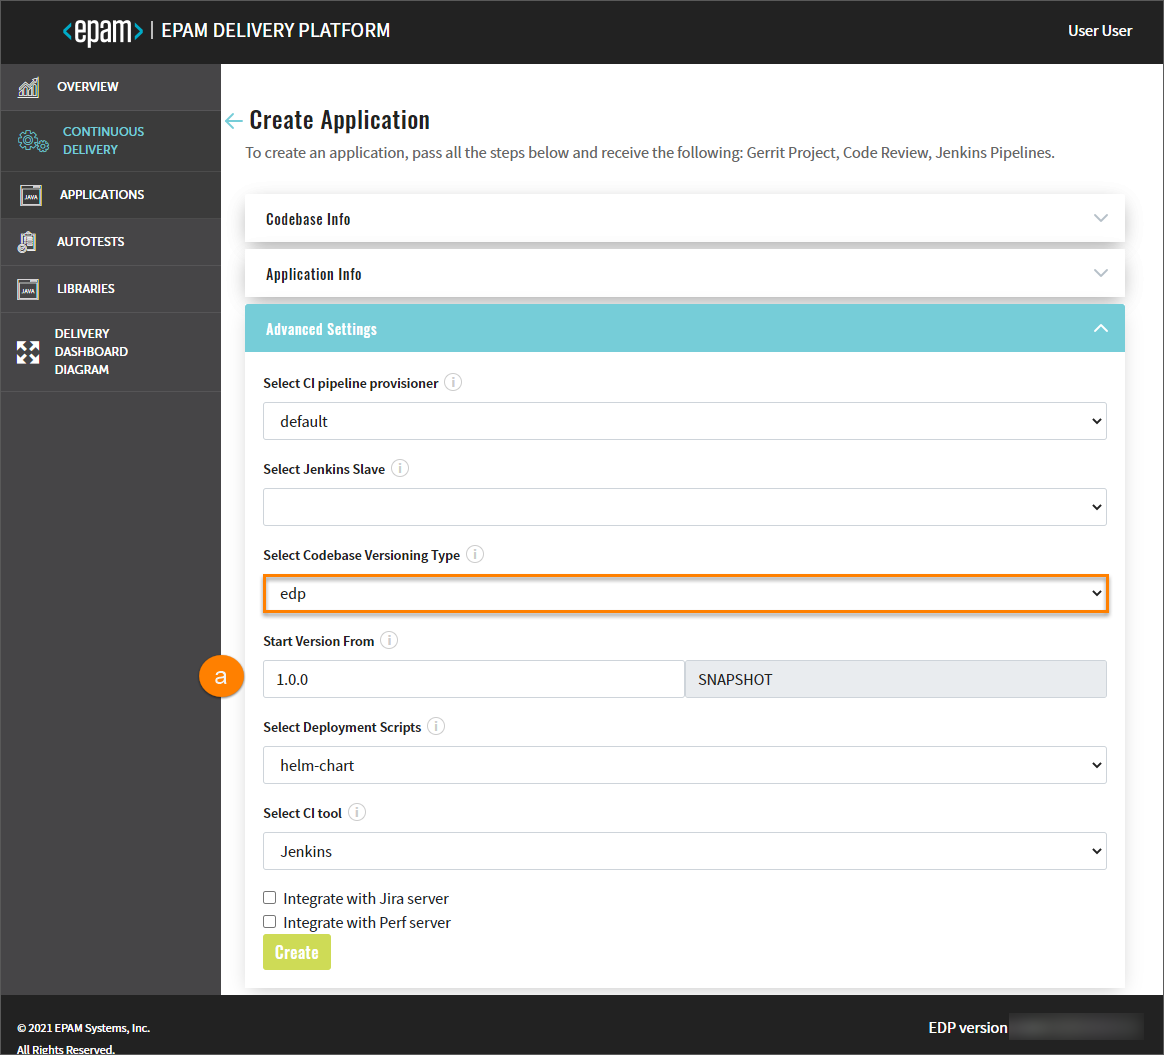 <epam> | EPAM DELIVERY PLATFORM
User User
OVERVIEW
CONTINUOUS
DELIVERY
JAVA APPLICATIONS
AUTOTESTS
JAVA LIBRARIES
DELIVERY
DASHBOARD
DIAGRAM
Create Application
To create an application, pass all the steps below and receive the following: Gerrit Project, Code Review, Jenkins Pipelines.
Codebase Info
Application Info
Advanced Settings
Select CI pipeline provisioner i
default
Select Jenkins Slave i
Select Codebase Versioning Type i
edp
Start Version From i
a
1.0.0 SNAPSHOT
Select Deployment Scripts i
helm-chart
Select CI tool i
Jenkins
Integrate with Jira server
Integrate with Perf server
Create
© 2021 EPAM Systems, Inc.
All Rights Reserved.
EDP version